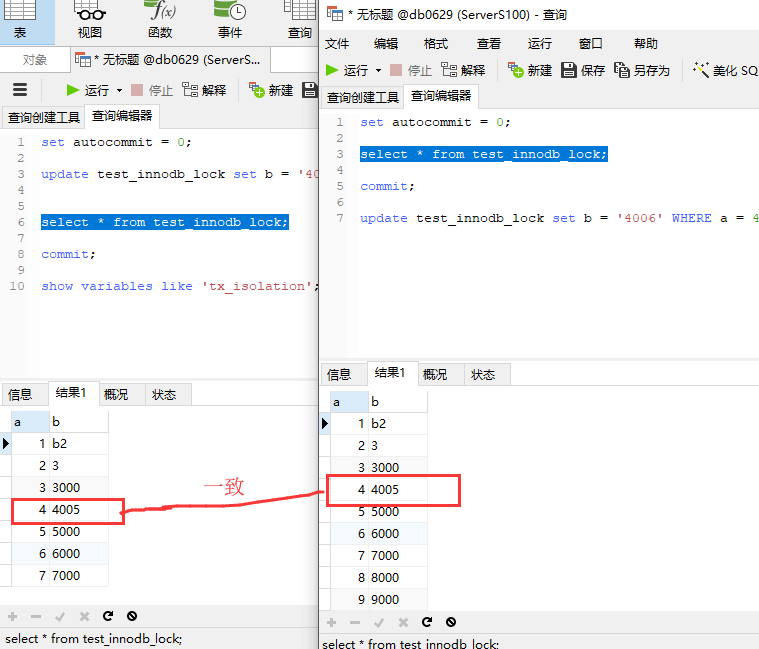 表 视图 函数 事件 查询
对象 * 无标题 @db0629 (ServerS...
运行 停止 解释 新建
查询创建工具 查询编辑器
1 set autocommit = 0;
2
3 update test_innodb_lock set b = '40
4
5
6 select * from test_innodb_lock;
7
8 commit;
9
10 show variables like 'tx_isolation';
信息 结果1 概况 状态
a b
1 b2
2 3
3 3000
4 4005
5 5000
6 6000
7 7000
select * from test_innodb_lock;
一致
* 无标题 @db0629 (ServerS100) - 查询
文件 编辑 格式 查看 运行 窗口 帮助
运行 停止 解释 新建 保存 另存为 美化 SQ
查询创建工具 查询编辑器
1 set autocommit = 0;
2
3 select * from test_innodb_lock;
4
5 commit;
6
7 update test_innodb_lock set b = '4006' WHERE a = 4
信息 结果1 概况 状态
a b
1 b2
2 3
3 3000
4 4005
5 5000
6 6000
7 7000
8 8000
9 9000
select * from test_innodb_lock;